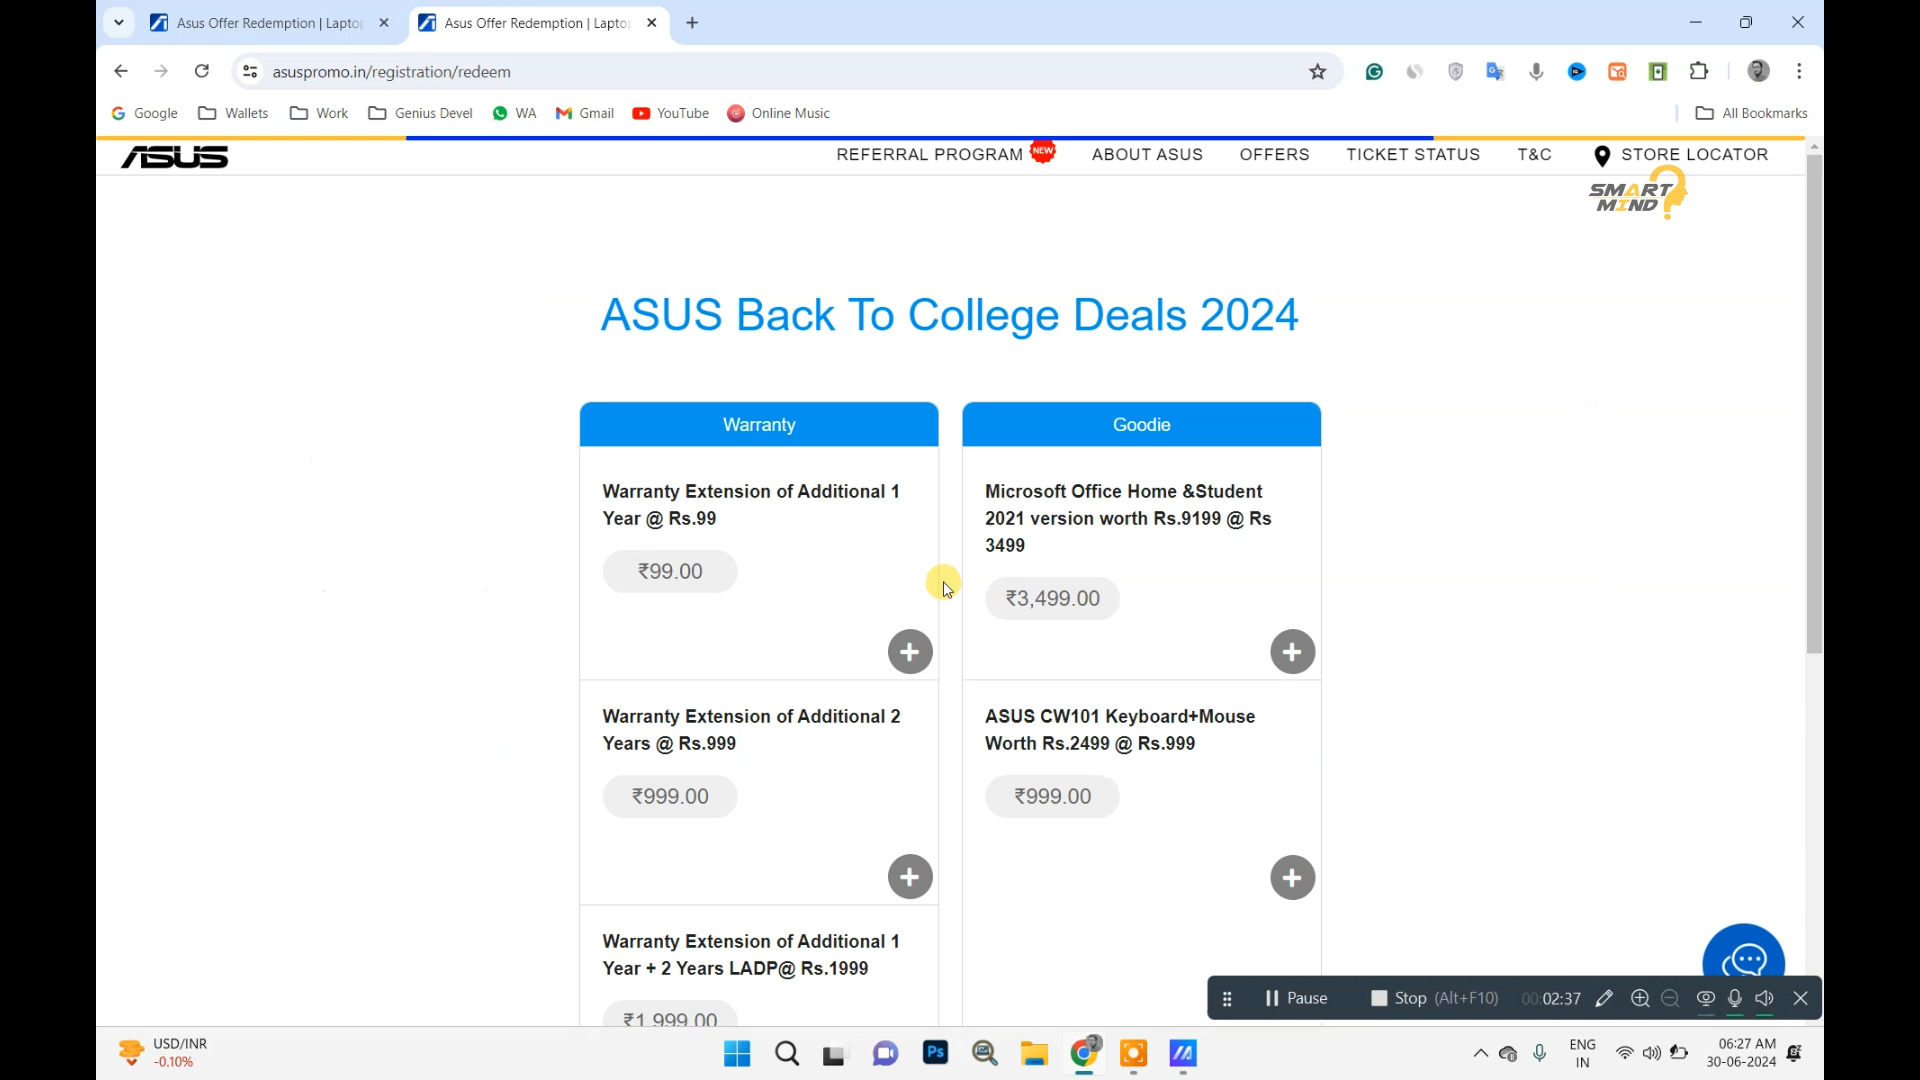 Asus Offer Redemption | Lapto
Asus Offer Redemption | Lapto
asuspromo.in/registration/redeem
Google
Wallets
Work
Genius Devel
WA
Gmail
YouTube
Online Music
All Bookmarks
ASUS
REFERRAL PROGRAM
NEW
ABOUT ASUS
OFFERS
TICKET STATUS
T&C
STORE LOCATOR
SMART
MIND
ASUS Back To College Deals 2024
Warranty
Warranty Extension of Additional 1
Year @ Rs.99
₹99.00
+
Warranty Extension of Additional 2
Years @ Rs.999
₹999.00
+
Warranty Extension of Additional 1
Year + 2 Years LADP@ Rs.1999
₹1,999.00
Goodie
Microsoft Office Home &Student
2021 version worth Rs.9199 @ Rs
3499
₹3,499.00
+
ASUS CW101 Keyboard+Mouse
Worth Rs.2499 @ Rs.999
₹999.00
+
Pause
Stop (Alt+F10)
00:02:37
USD/INR
-0.10%
Ps
ENG
IN
06:27 AM
30-06-2024